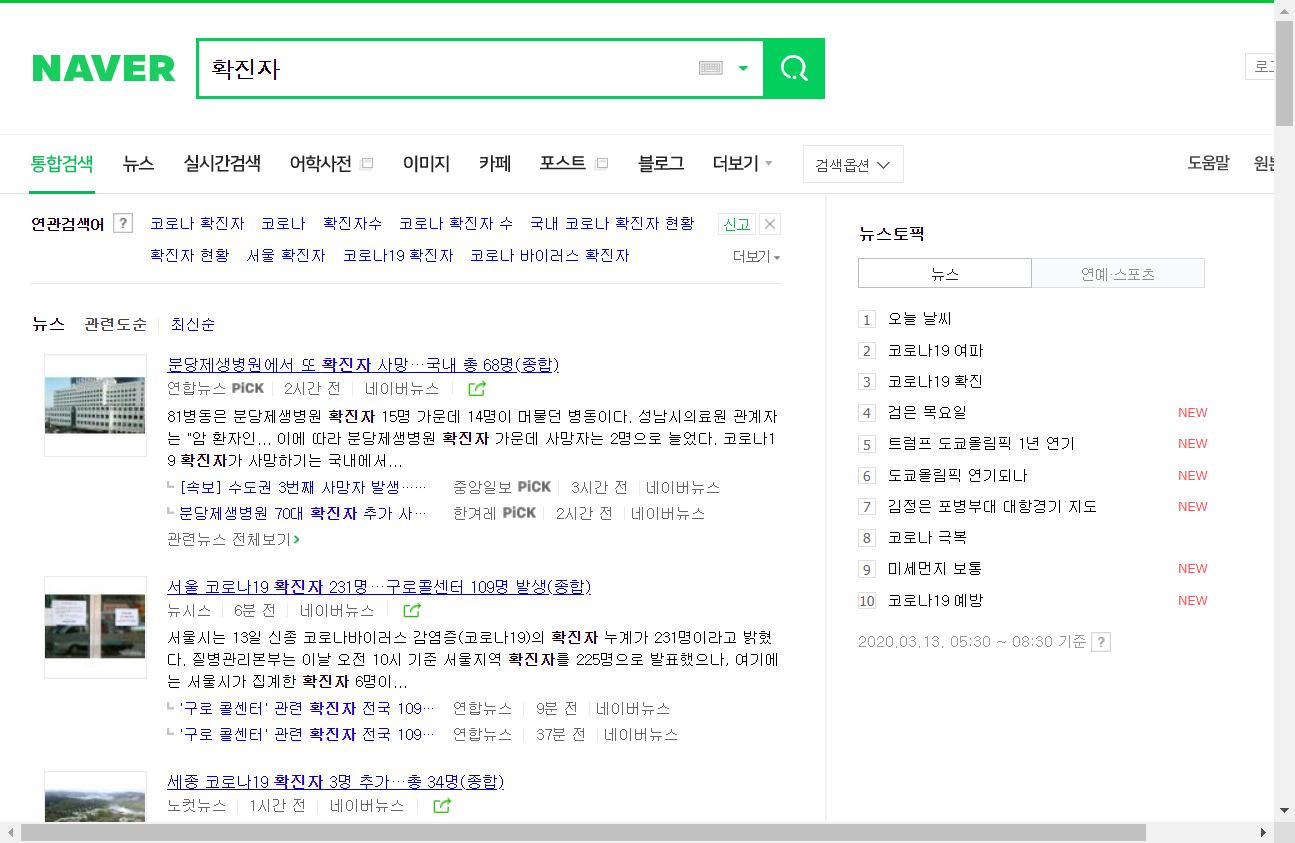 NAVER
확진자
로그
통합검색 뉴스 실시간검색 어학사전 이미지 카페 포스트 블로그 더보기 검색옵션 도움말 원본
연관검색어 ? 코로나 확진자 코로나 확진자수 코로나 확진자 수 국내 코로나 확진자 현황 신고
확진자 현황 서울 확진자 코로나19 확진자 코로나 바이러스 확진자 더보기
뉴스 관련도순 최신순
분당제생병원에서 또 확진자 사망…국내 총 68명(종합)
연합뉴스 PiCK 2시간 전 네이버뉴스
81병동은 분당제생병원 확진자 15명 가운데 14명이 머물던 병동이다. 성남시의료원 관계자
는 "암 환자인... 이에 따라 분당제생병원 확진자 가운데 사망자는 2명으로 늘었다. 코로나1
9 확진자가 사망하기는 국내에서...
[속보] 수도권 3번째 사망자 발생…… 중앙일보 PiCK 3시간 전 네이버뉴스
분당제생병원 70대 확진자 추가 사… 한겨레 PiCK 2시간 전 네이버뉴스
관련뉴스 전체보기
서울 코로나19 확진자 231명…구로콜센터 109명 발생(종합)
뉴시스 6분 전 네이버뉴스
서울시는 13일 신종 코로나바이러스 감염증(코로나19)의 확진자 누계가 231명이라고 밝혔
다. 질병관리본부는 이날 오전 10시 기준 서울지역 확진자를 225명으로 발표했으나, 여기에
는 서울시가 집계한 확진자 6명이...
'구로 콜센터' 관련 확진자 전국 109… 연합뉴스 9분 전 네이버뉴스
'구로 콜센터' 관련 확진자 전국 109… 연합뉴스 37분 전 네이버뉴스
세종 코로나19 확진자 3명 추가…총 34명(종합)
노컷뉴스 1시간 전 네이버뉴스
뉴스토픽
뉴스 연예·스포츠
1 오늘 날씨
2 코로나19 여파
3 코로나19 확진
4 검은 목요일 NEW
5 트럼프 도쿄올림픽 1년 연기 NEW
6 도쿄올림픽 연기되나 NEW
7 김정은 포병부대 대항경기 지도 NEW
8 코로나 극복
9 미세먼지 보통 NEW
10 코로나19 예방 NEW
2020.03.13. 05:30 ~ 08:30 기준 ?